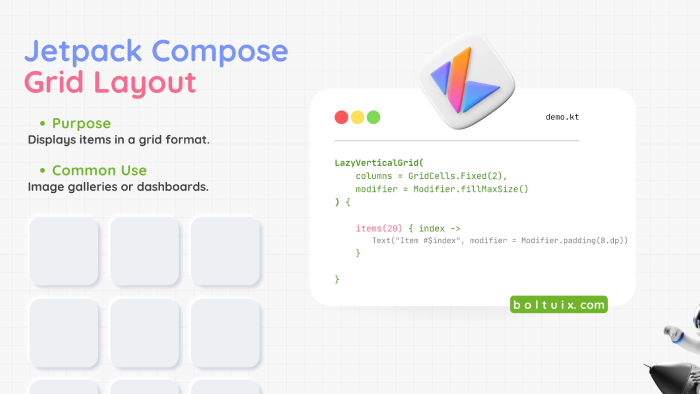 Jetpack Compose
Grid Layout
• Purpose
Displays items in a grid format.
• Common Use
Image galleries or dashboards.
demo.kt
LazyVerticalGrid(
    columns = GridCells.Fixed(2),
    modifier = Modifier.fillMaxSize()
) {
    items(20) { index ->
        Text("Item #$index", modifier = Modifier.padding(8.dp))
    }
}
boltuix.com